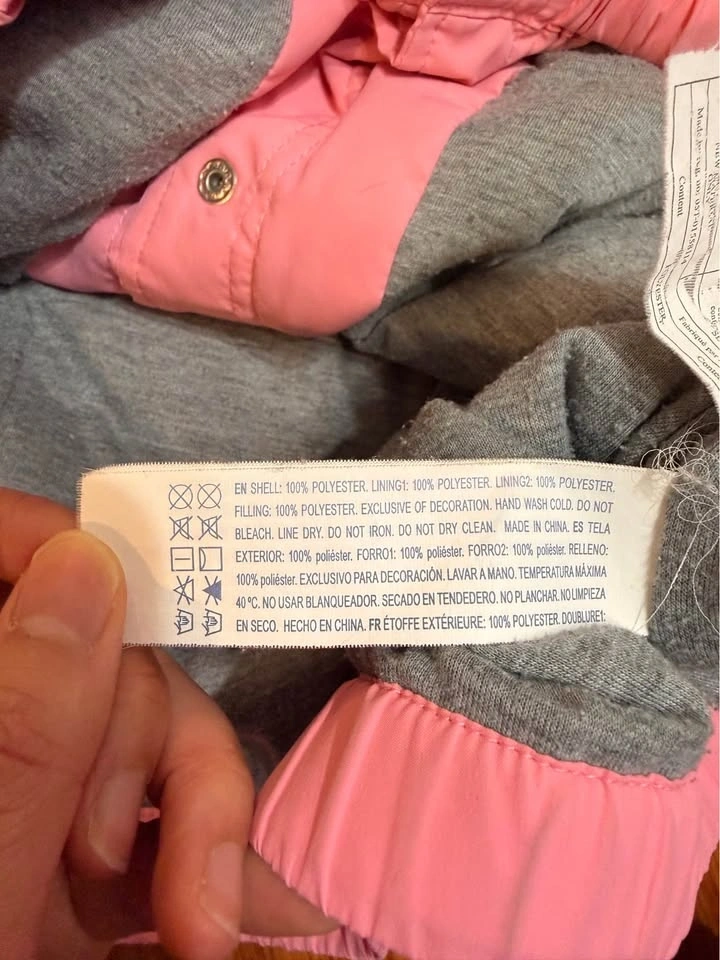 EN SHELL: 100% POLYESTER. LINING1: 100% POLYESTER. LINING2: 100% POLYESTER.
FILLING: 100% POLYESTER. EXCLUSIVE OF DECORATION. HAND WASH COLD. DO NOT
BLEACH. LINE DRY. DO NOT IRON. DO NOT DRY CLEAN. MADE IN CHINA. ES TELA
EXTERIOR: 100% poliéster. FORRO1: 100% poliéster. FORRO2: 100% poliéster. RELLENO:
100% poliéster. EXCLUSIVO PARA DECORACIÓN. LAVAR A MANO. TEMPERATURA MÁXIMA
40 ºC. NO USAR BLANQUEADOR. SECADO EN TENDEDERO. NO PLANCHAR. NO LIMPIEZA
EN SECO. HECHO EN CHINA. FR ÉTOFFE EXTÉRIEURE: 100% POLYESTER. DOUBLURE1:
Content
Fabriqué